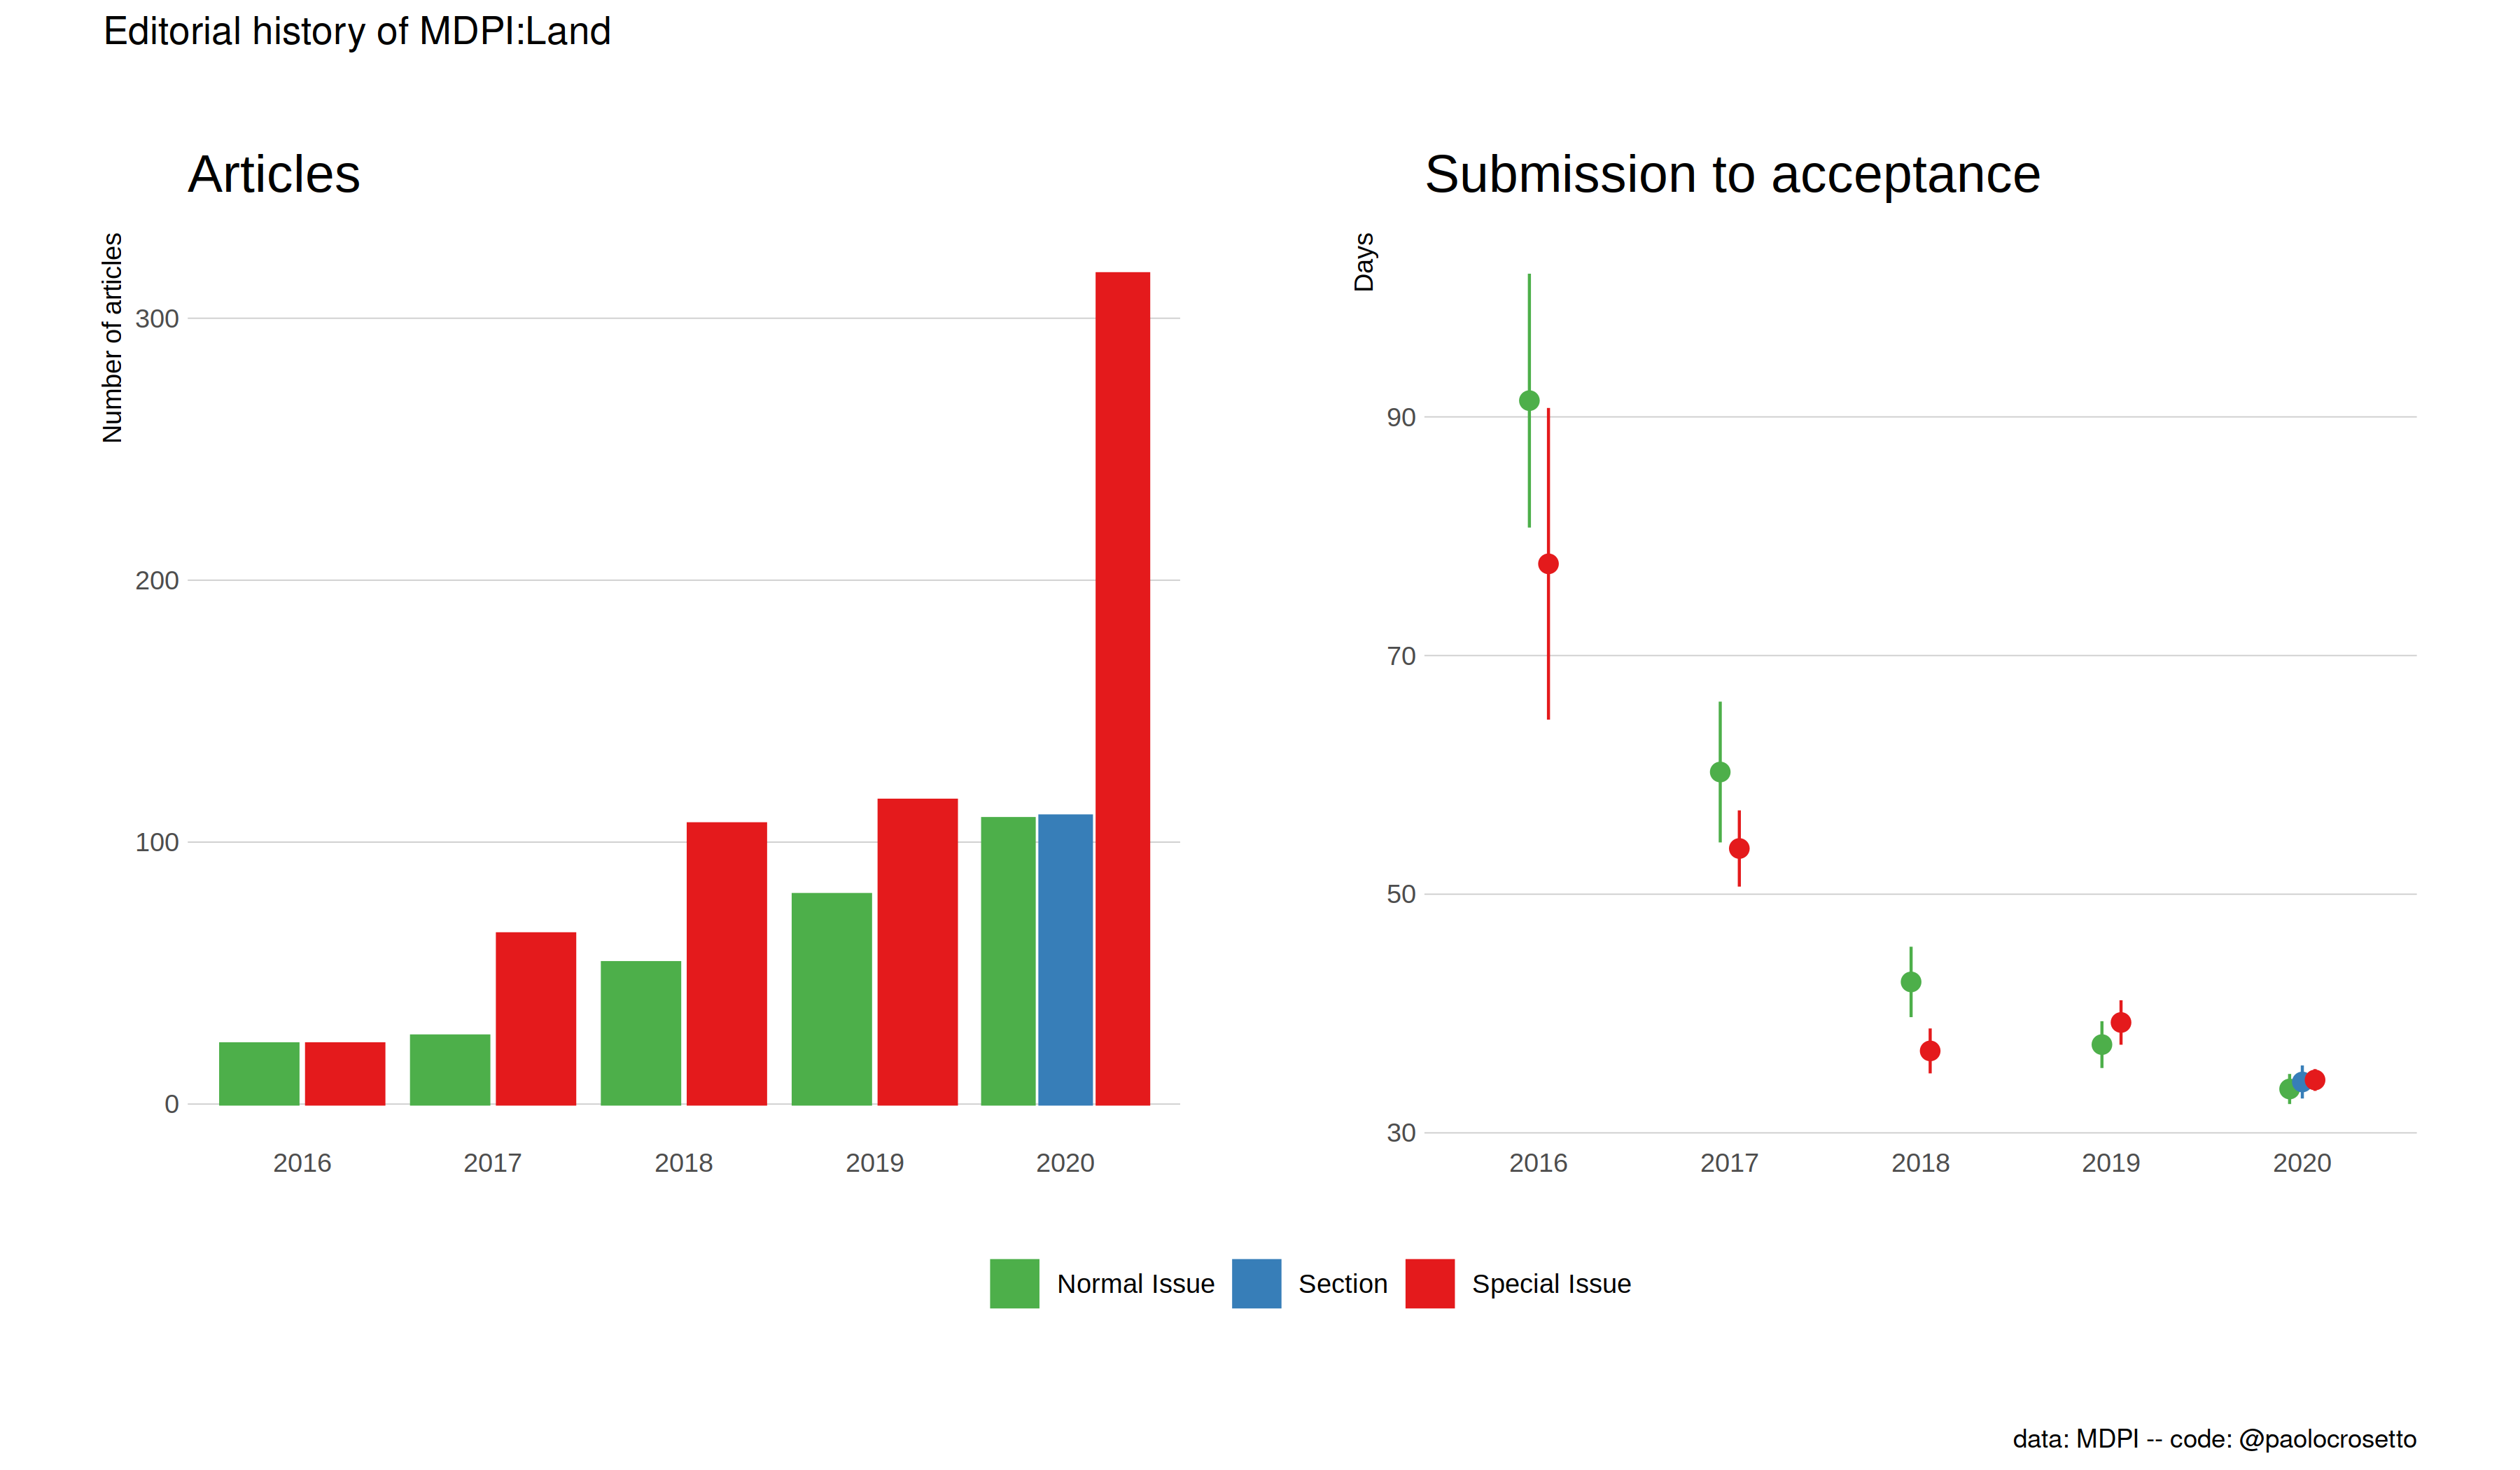 Editorial history of MDPI:Land
Articles
Number of articles
300
200
100
0
2016 2017 2018 2019 2020
Submission to acceptance
Days
90
70
50
30
2016 2017 2018 2019 2020
Normal Issue Section Special Issue
data: MDPI -- code: @paolocrosetto